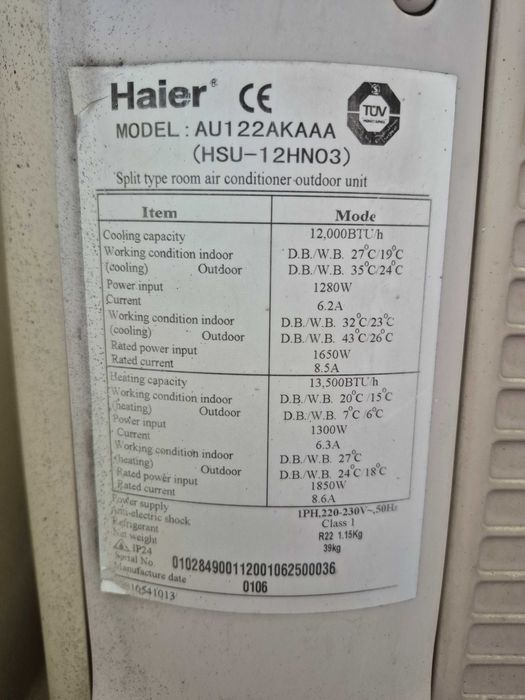 Haier® CE
TÜV
MODEL: AU122AKAAA
(HSU-12HN03)
Split type room air conditioner outdoor unit
Item Mode
Cooling capacity 12,000BTU/h
Working condition indoor D.B./W.B. 27°C/19°C
(cooling) Outdoor D.B./W.B. 35°C/24°C
Power input 1280W
Current 6.2A
Working condition indoor D.B./W.B. 32°C/23°C
(cooling) Outdoor D.B./W.B. 43°C/26°C
Rated power input 1650W
Rated current 8.5A
Heating capacity 13,500BTU/h
Working condition indoor D.B./W.B. 20°C/15°C
(heating) Outdoor D.B./W.B. 7°C/6°C
Power input 1300W
Current 6.3A
Working condition indoor D.B./W.B. 27°C
(heating) Outdoor D.B./W.B. 24°C 18°C
Rated power input 1850W
Rated current 8.6A
Power supply 1PH,220-230V~,50Hz
Anti-electric shock Class 1
Refrigerant R22 1.15Kg
Net weight 39kg
IP24
Serial No. 010284900112001062500036
Manufacture date 0106